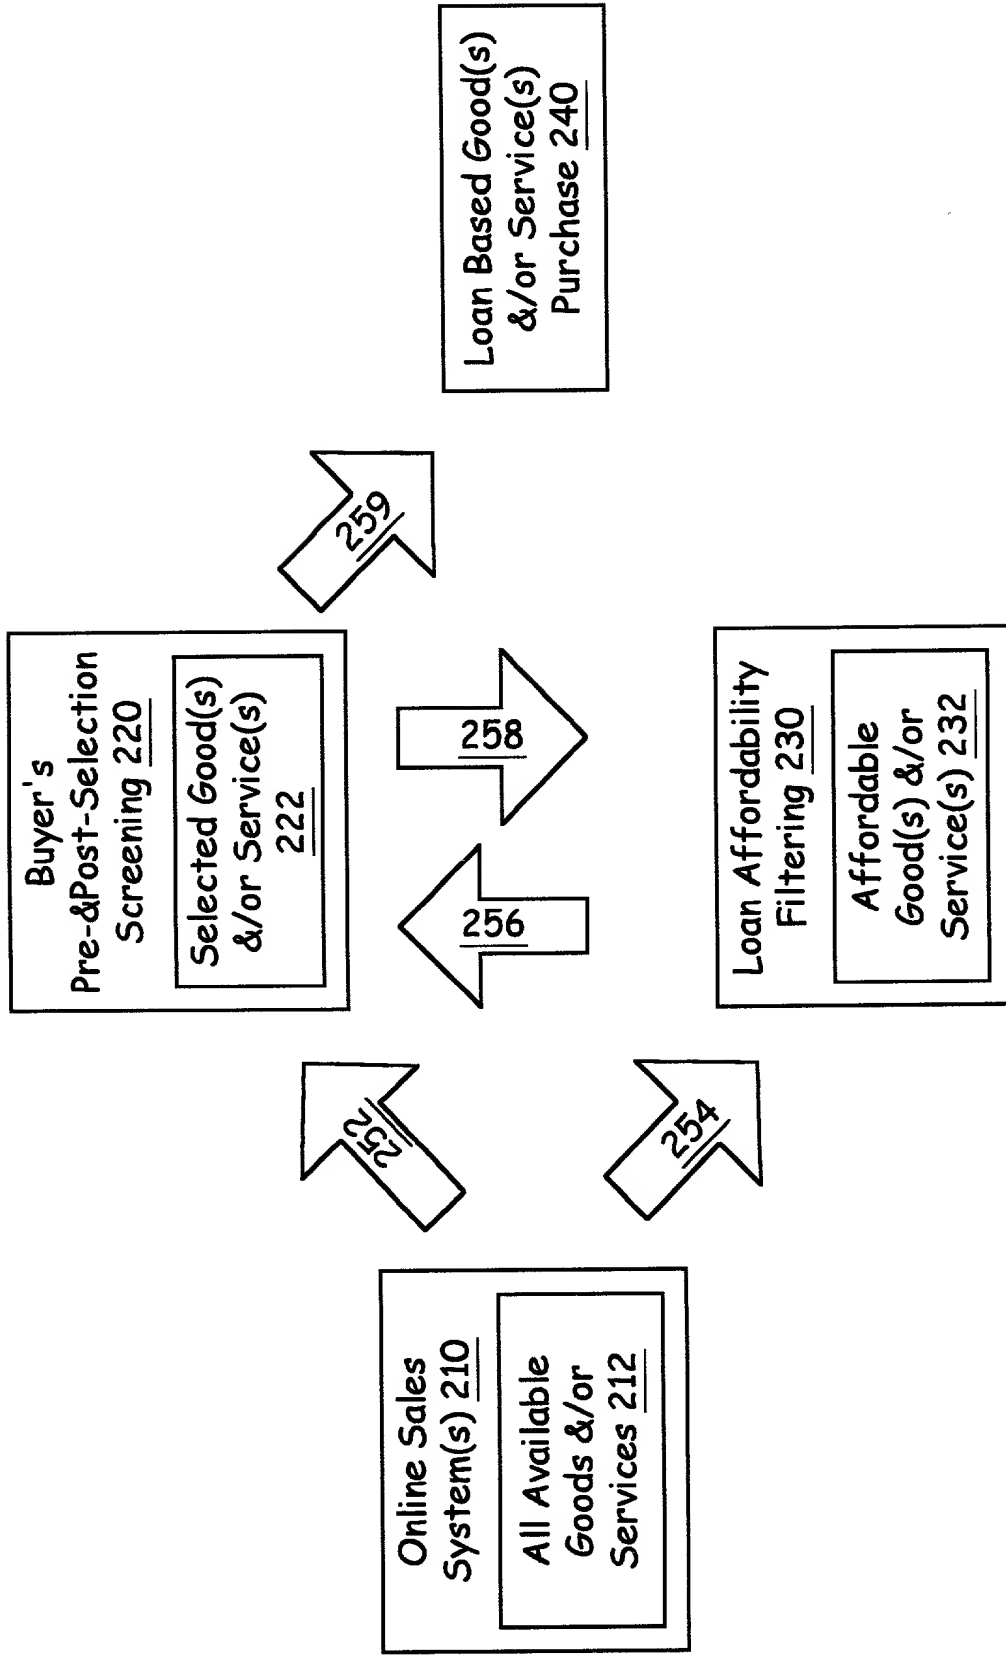 Online Sales
System(s) 210
All Available
Goods &/or
Services 212
252
254
Buyer's
Pre-&Post-Selection
Screening 220
Selected Good(s)
&/or Service(s)
222
256
258
Loan Affordability
Filtering 230
Affordable
Good(s) &/or
Service(s) 232
259
Loan Based Good(s)
&/or Service(s)
Purchase 240